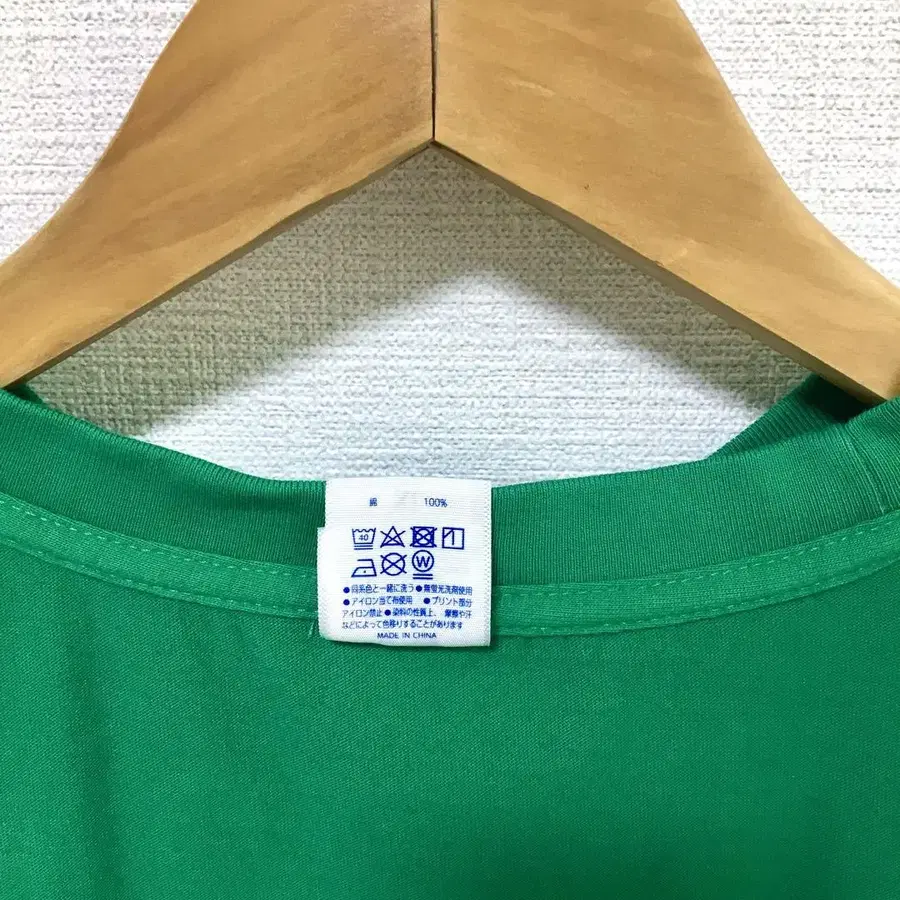 綿 100%
40
W
●同系色と一緒に洗う●無蛍光洗剤使用
●アイロン当て布使用 ●プリント部分
アイロン禁止●染料の性質上、摩擦や汗
などによって色移りすることがあります
MADE IN CHINA